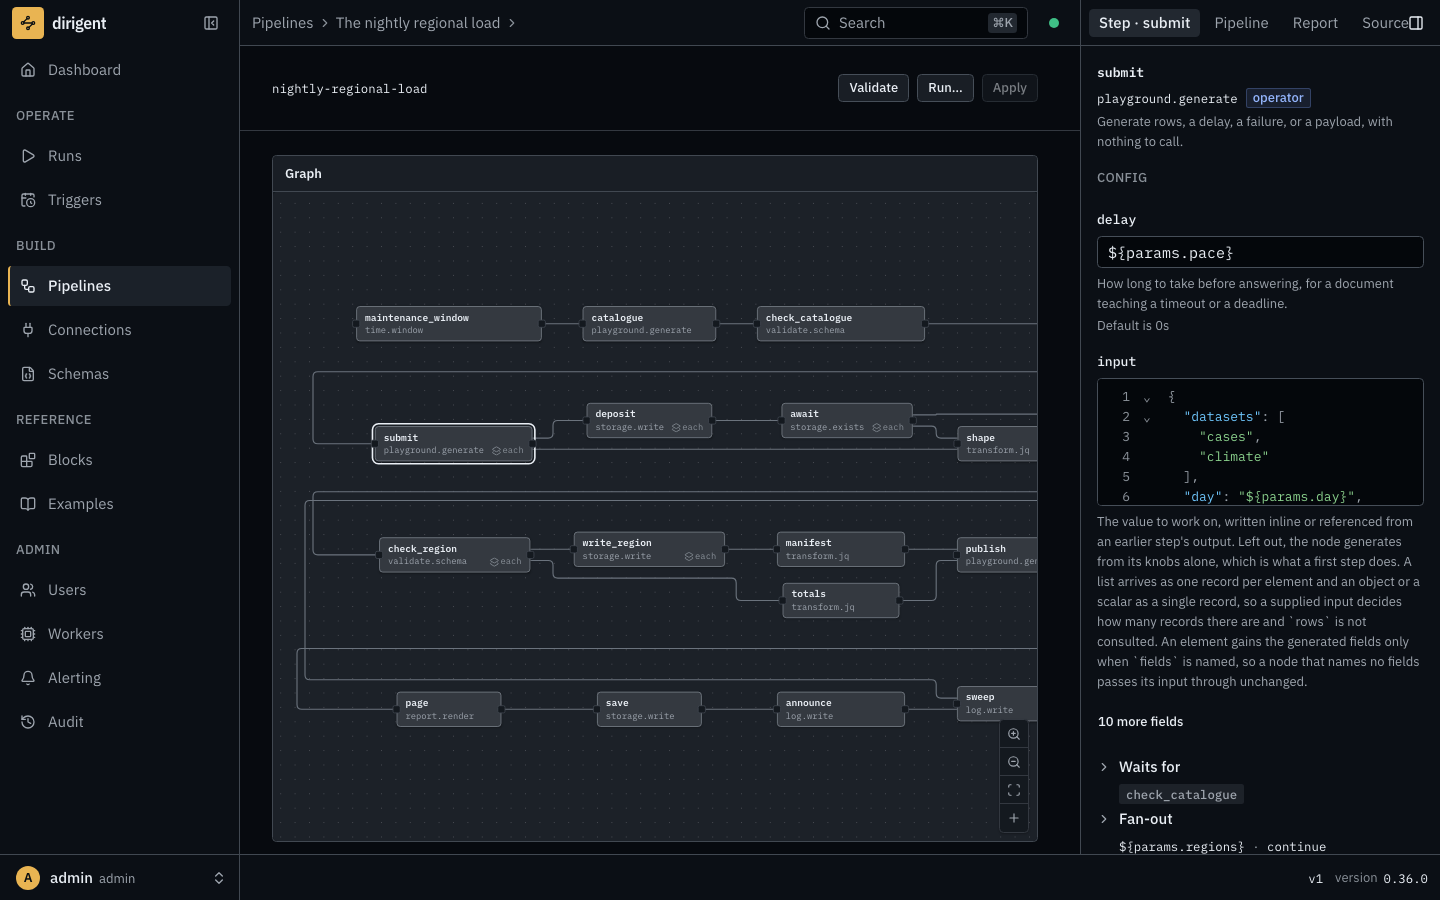 dirigent
Dashboard
OPERATE
Runs
Triggers
BUILD
Pipelines
Connections
Schemas
REFERENCE
Blocks
Examples
ADMIN
Users
Workers
Alerting
Audit
A admin admin
Pipelines > The nightly regional load >
Search ⌘K
nightly-regional-load
Validate Run... Apply
Graph
maintenance_window
time.window
catalogue
playground.generate
check_catalogue
validate.schema
submit
playground.generate each
deposit
storage.write each
await
storage.exists each
shape
transform.jq
check_region
validate.schema each
write_region
storage.write each
manifest
transform.jq
publish
playground.ger
totals
transform.jq
page
report.render
save
storage.write
announce
log.write
sweep
log.write
Step · submit Pipeline Report Source
submit
playground.generate operator
Generate rows, a delay, a failure, or a payload, with
nothing to call.
CONFIG
delay
${params.pace}
How long to take before answering, for a document
teaching a timeout or a deadline.
Default is 0s
input
1 {
2 "datasets": [
3 "cases",
4 "climate"
5 ],
6 "day": "${params.day}",
The value to work on, written inline or referenced from
an earlier step's output. Left out, the node generates
from its knobs alone, which is what a first step does. A
list arrives as one record per element and an object or a
scalar as a single record, so a supplied input decides
how many records there are and `rows` is not
consulted. An element gains the generated fields only
when `fields` is named, so a node that names no fields
passes its input through unchanged.
10 more fields
Waits for
check_catalogue
Fan-out
${params.regions} · continue
v1 version 0.36.0